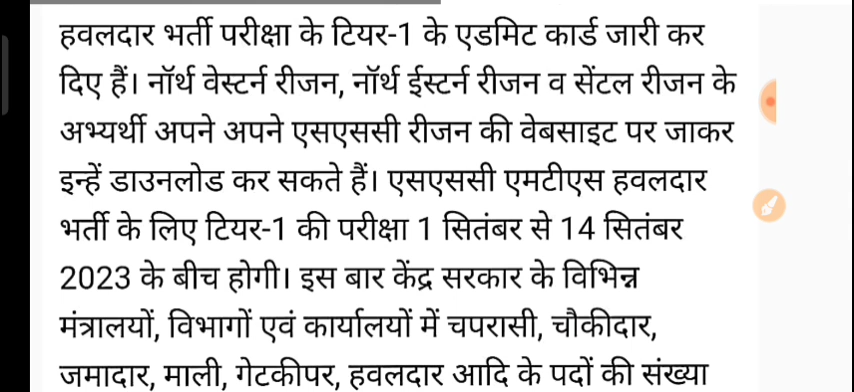 हवलदार भर्ती परीक्षा के टियर-1 के एडमिट कार्ड जारी कर
दिए हैं। नॉर्थ वेस्टर्न रीजन, नॉर्थ ईस्टर्न रीजन व सेंटल रीजन के
अभ्यर्थी अपने अपने एसएससी रीजन की वेबसाइट पर जाकर
इन्हें डाउनलोड कर सकते हैं। एसएससी एमटीएस हवलदार
भर्ती के लिए टियर-1 की परीक्षा 1 सितंबर से 14 सितंबर
2023 के बीच होगी। इस बार केंद्र सरकार के विभिन्न
मंत्रालयों, विभागों एवं कार्यालयों में चपरासी, चौकीदार,
जमादार, माली, गेटकीपर, हवलदार आदि के पदों की संख्या